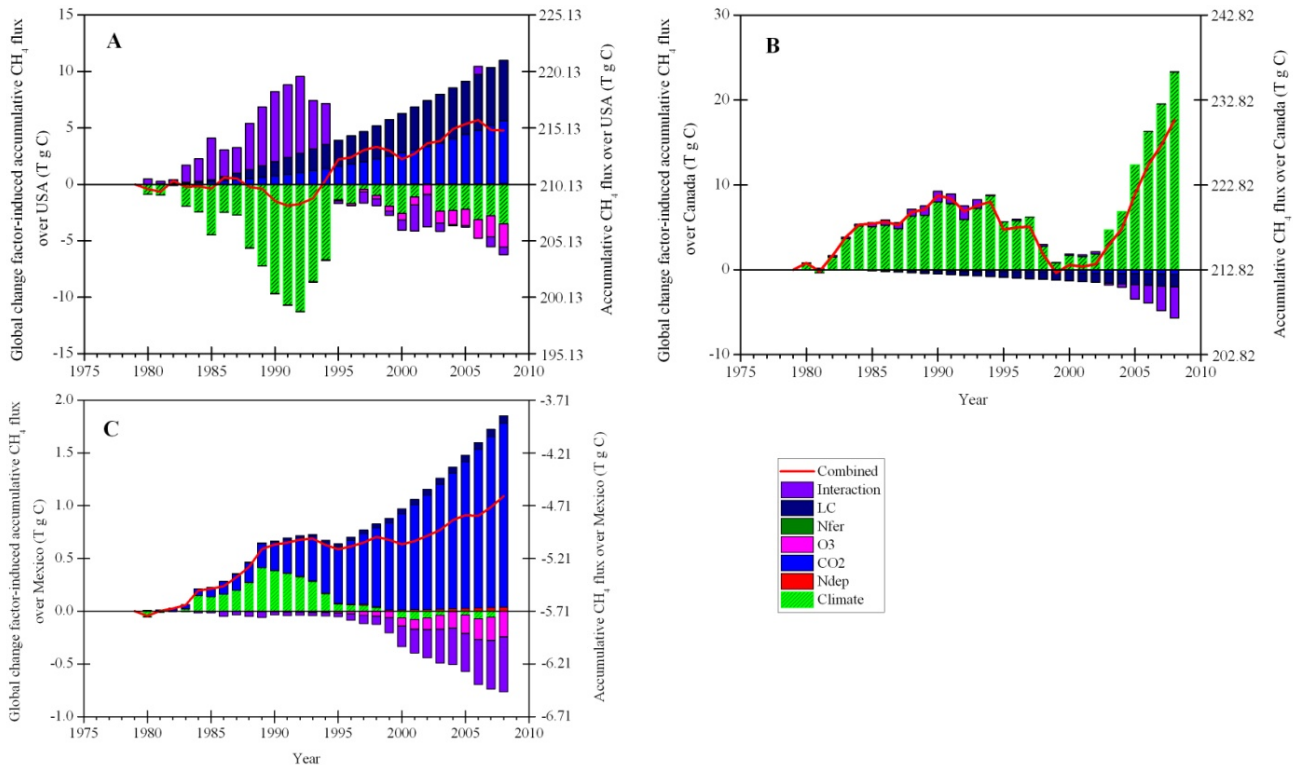 Global change factor-induced accumulative CH4 flux
over USA (T g C)
A
15
10
5
0
-5
-10
-15
225.13
220.13
215.13
210.13
205.13
200.13
195.13
Accumulative CH4 flux over USA (T g C)
1975 1980 1985 1990 1995 2000 2005 2010
Global change factor-induced accumulative CH4 flux
over Canada (T g C)
B
30
20
10
0
-10
242.82
232.82
222.82
212.82
202.82
Accumulative CH4 flux over Canada (T g C)
1975 1980 1985 1990 1995 2000 2005 2010
Year
Global change factor-induced accumulative CH4 flux
over Mexico (T g C)
C
2.0
1.5
1.0
0.5
0.0
-0.5
-1.0
-3.71
-4.21
-4.71
-5.21
-5.71
-6.21
-6.71
Accumulative CH4 flux over Mexico (T g C)
1975 1980 1985 1990 1995 2000 2005 2010
Year
Combined
Interaction
LC
Nfer
O3
CO2
Ndep
Climate